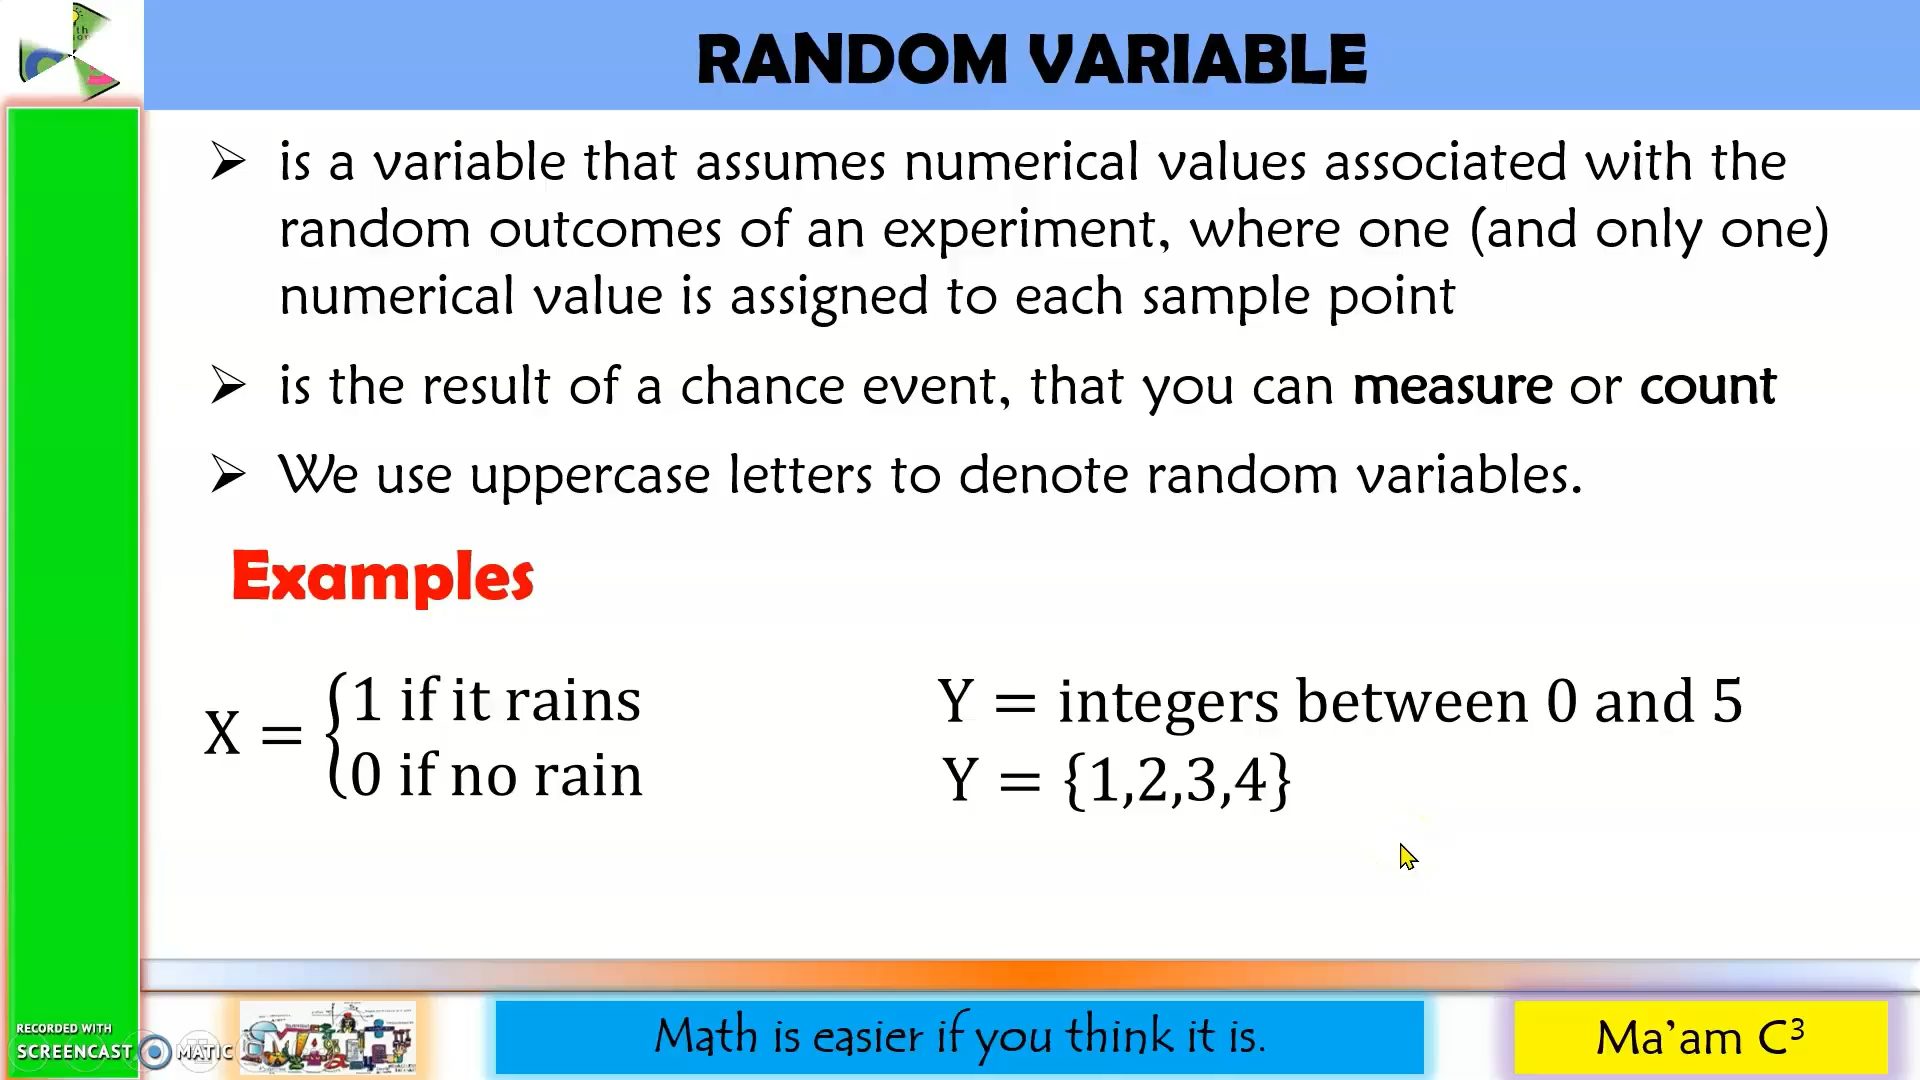 RANDOM VARIABLE
➢ is a variable that assumes numerical values associated with the
random outcomes of an experiment, where one (and only one)
numerical value is assigned to each sample point
➢ is the result of a chance event, that you can measure or count
➢ We use uppercase letters to denote random variables.
Examples
X = {1 if it rains
0 if no rain
Y = integers between 0 and 5
Y = {1,2,3,4}
RECORDED WITH
SCREENCAST MATIC
MATH
Math is easier if you think it is.
Ma’am C³